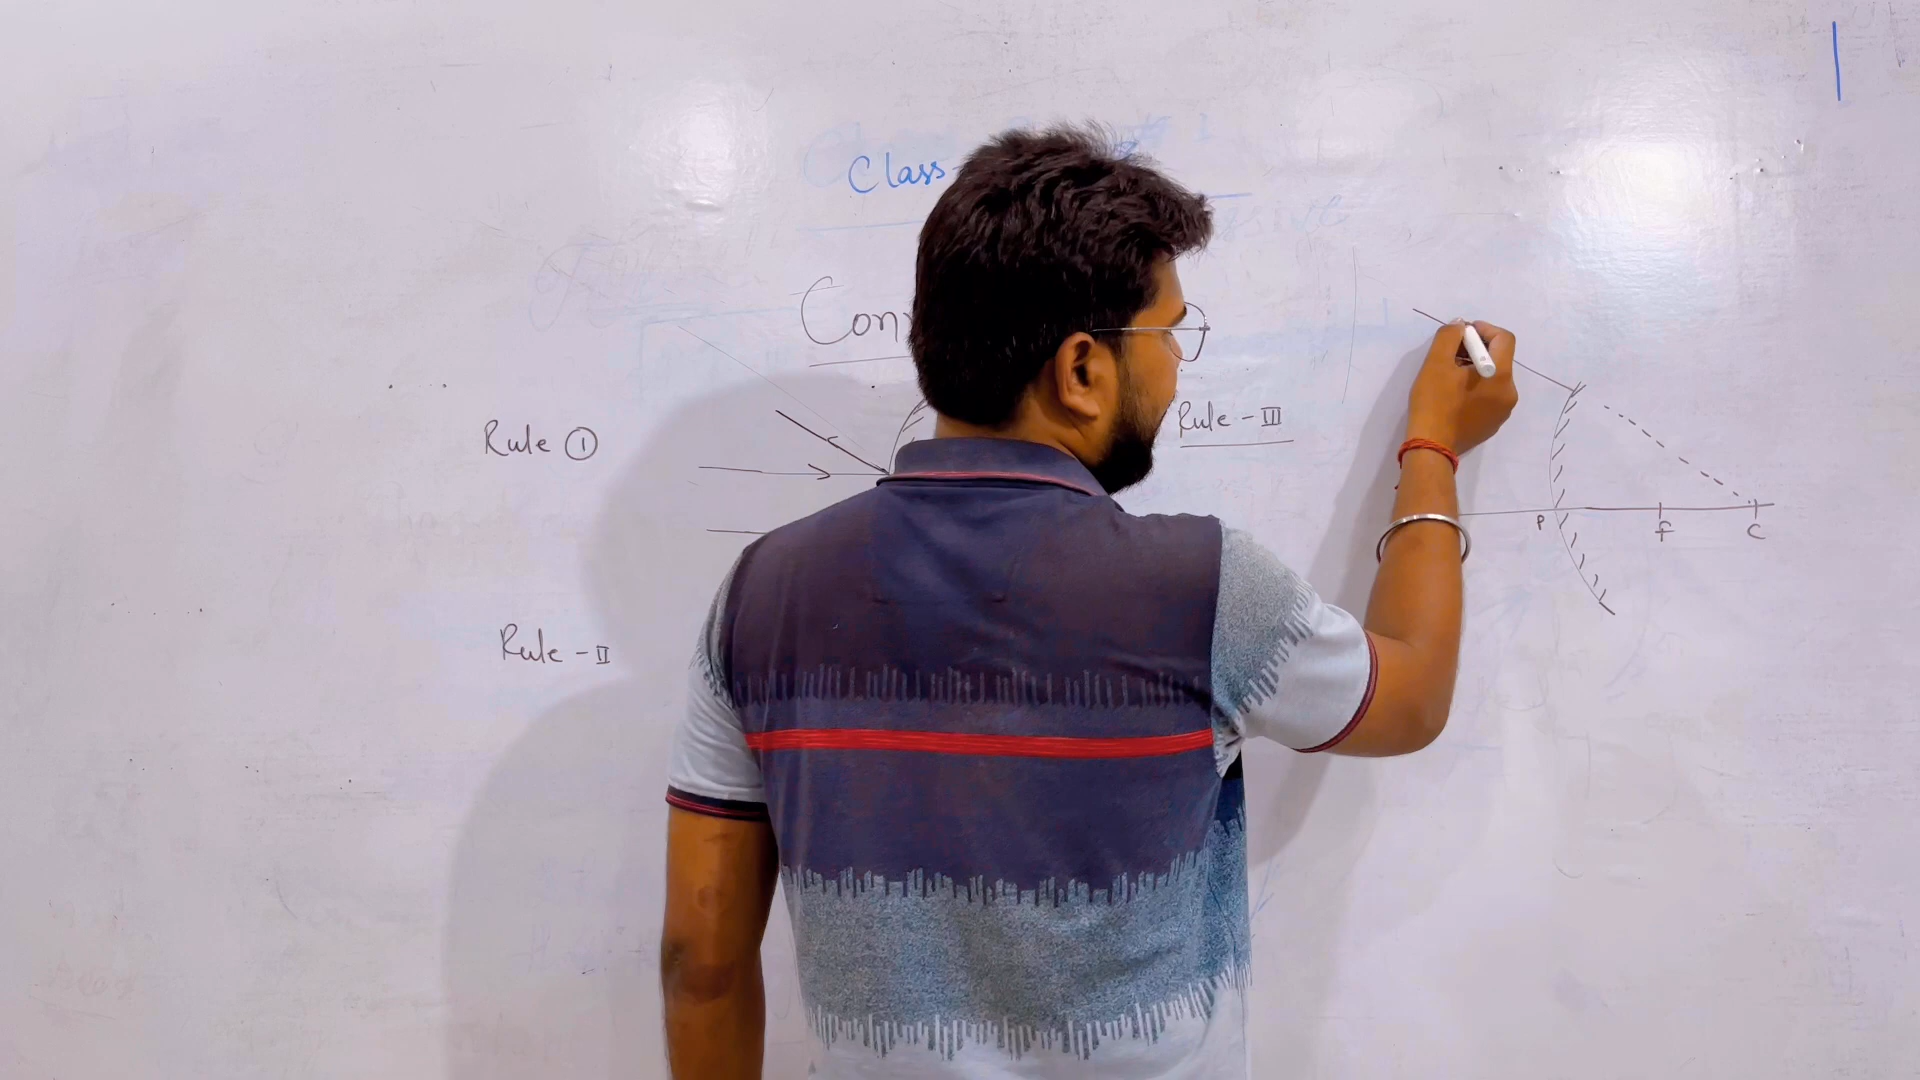 Class-
Con
Rule ①
Rule - II
Rule - III
P F C